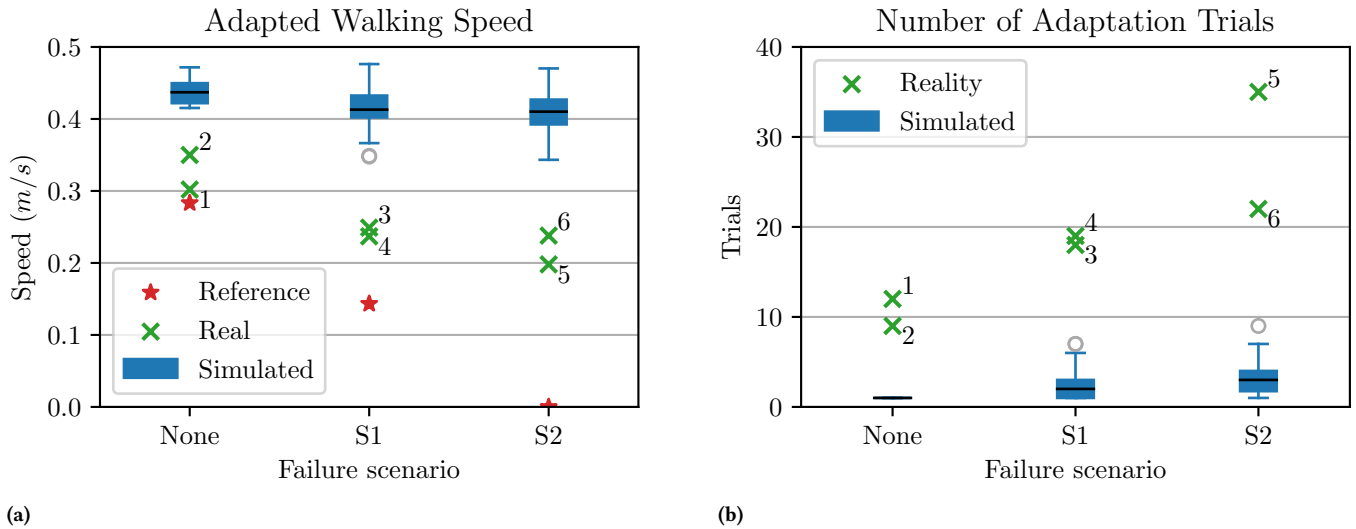 Adapted Walking Speed
0.5
0.4
0.3
0.2
0.1
0.0
Speed (m/s)
2
1
3
4
6
5
Reference
Real
Simulated
None
S1
S2
Failure scenario
(a)
Number of Adaptation Trials
40
30
20
10
0
Trials
Reality
Simulated
1
2
4
3
5
6
None
S1
S2
Failure scenario
(b)